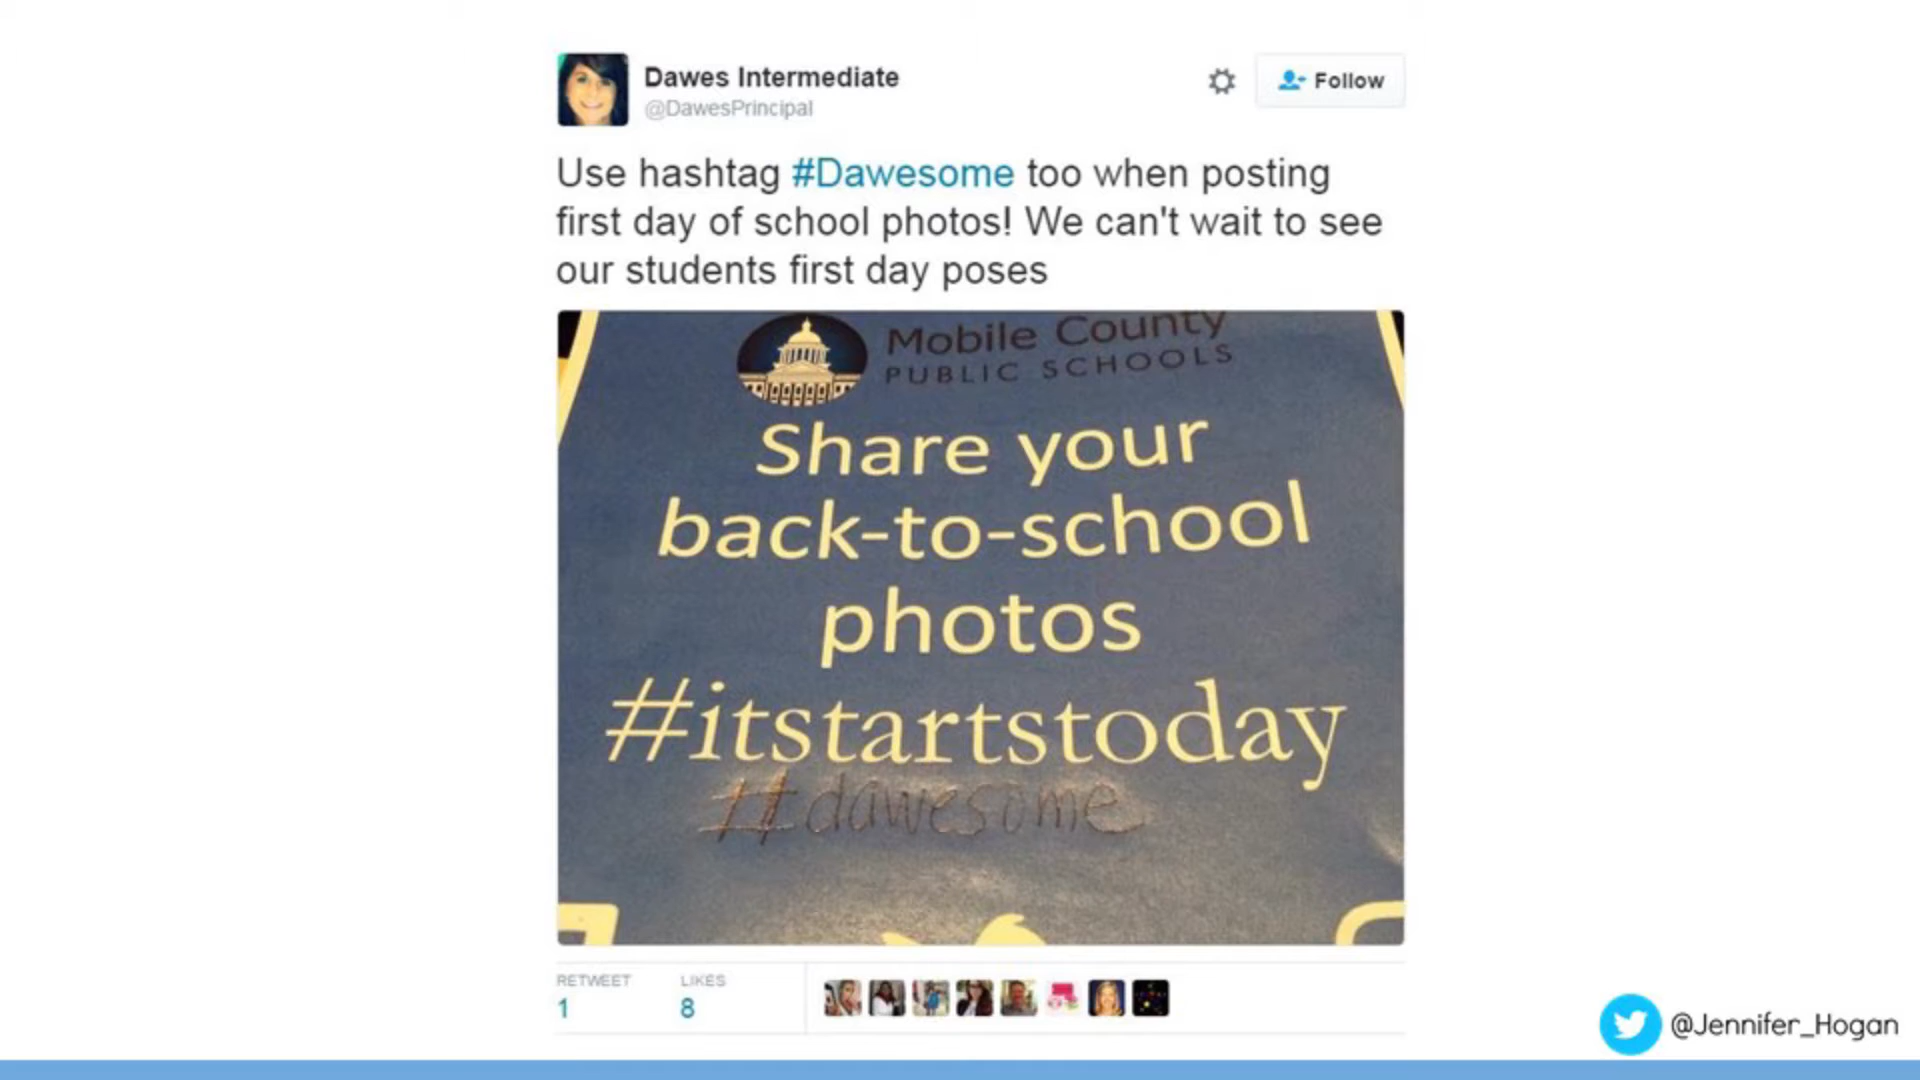 Dawes Intermediate
@DawesPrincipal
Follow
Use hashtag #Dawesome too when posting
first day of school photos! We can't wait to see
our students first day poses
Mobile County
PUBLIC SCHOOLS
Share your
back-to-school
photos
#itstartstoday
#dawesome
RETWEET LIKES
1 8
@Jennifer_Hogan